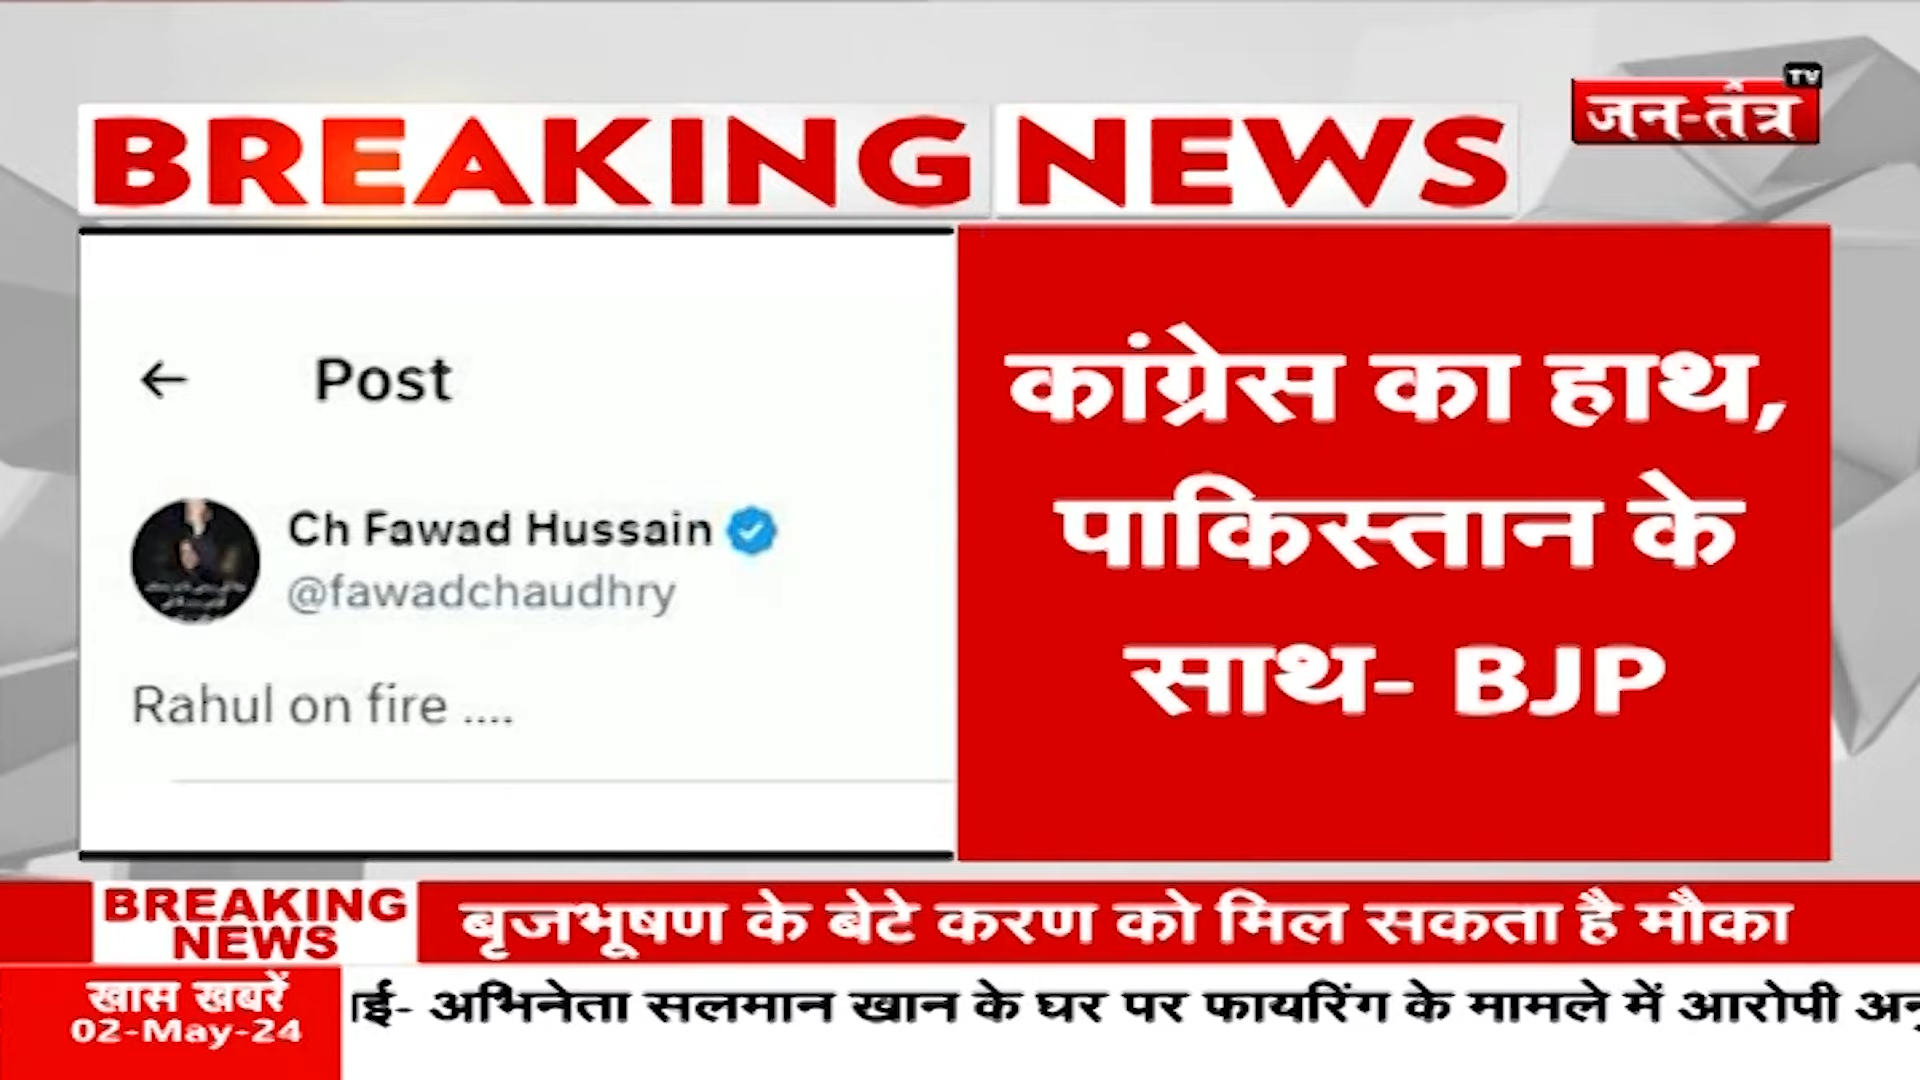 BREAKING NEWS
TV
जन-तंत्र
← Post
Ch Fawad Hussain
@fawadchaudhry
Rahul on fire ....
कांग्रेस का हाथ,
पाकिस्तान के
साथ- BJP
BREAKING
NEWS
बृजभूषण के बेटे करण को मिल सकता है मौका
खास खबरें
02-May-24
अभिनेता सलमान खान के घर पर फायरिंग के मामले में आरोपी